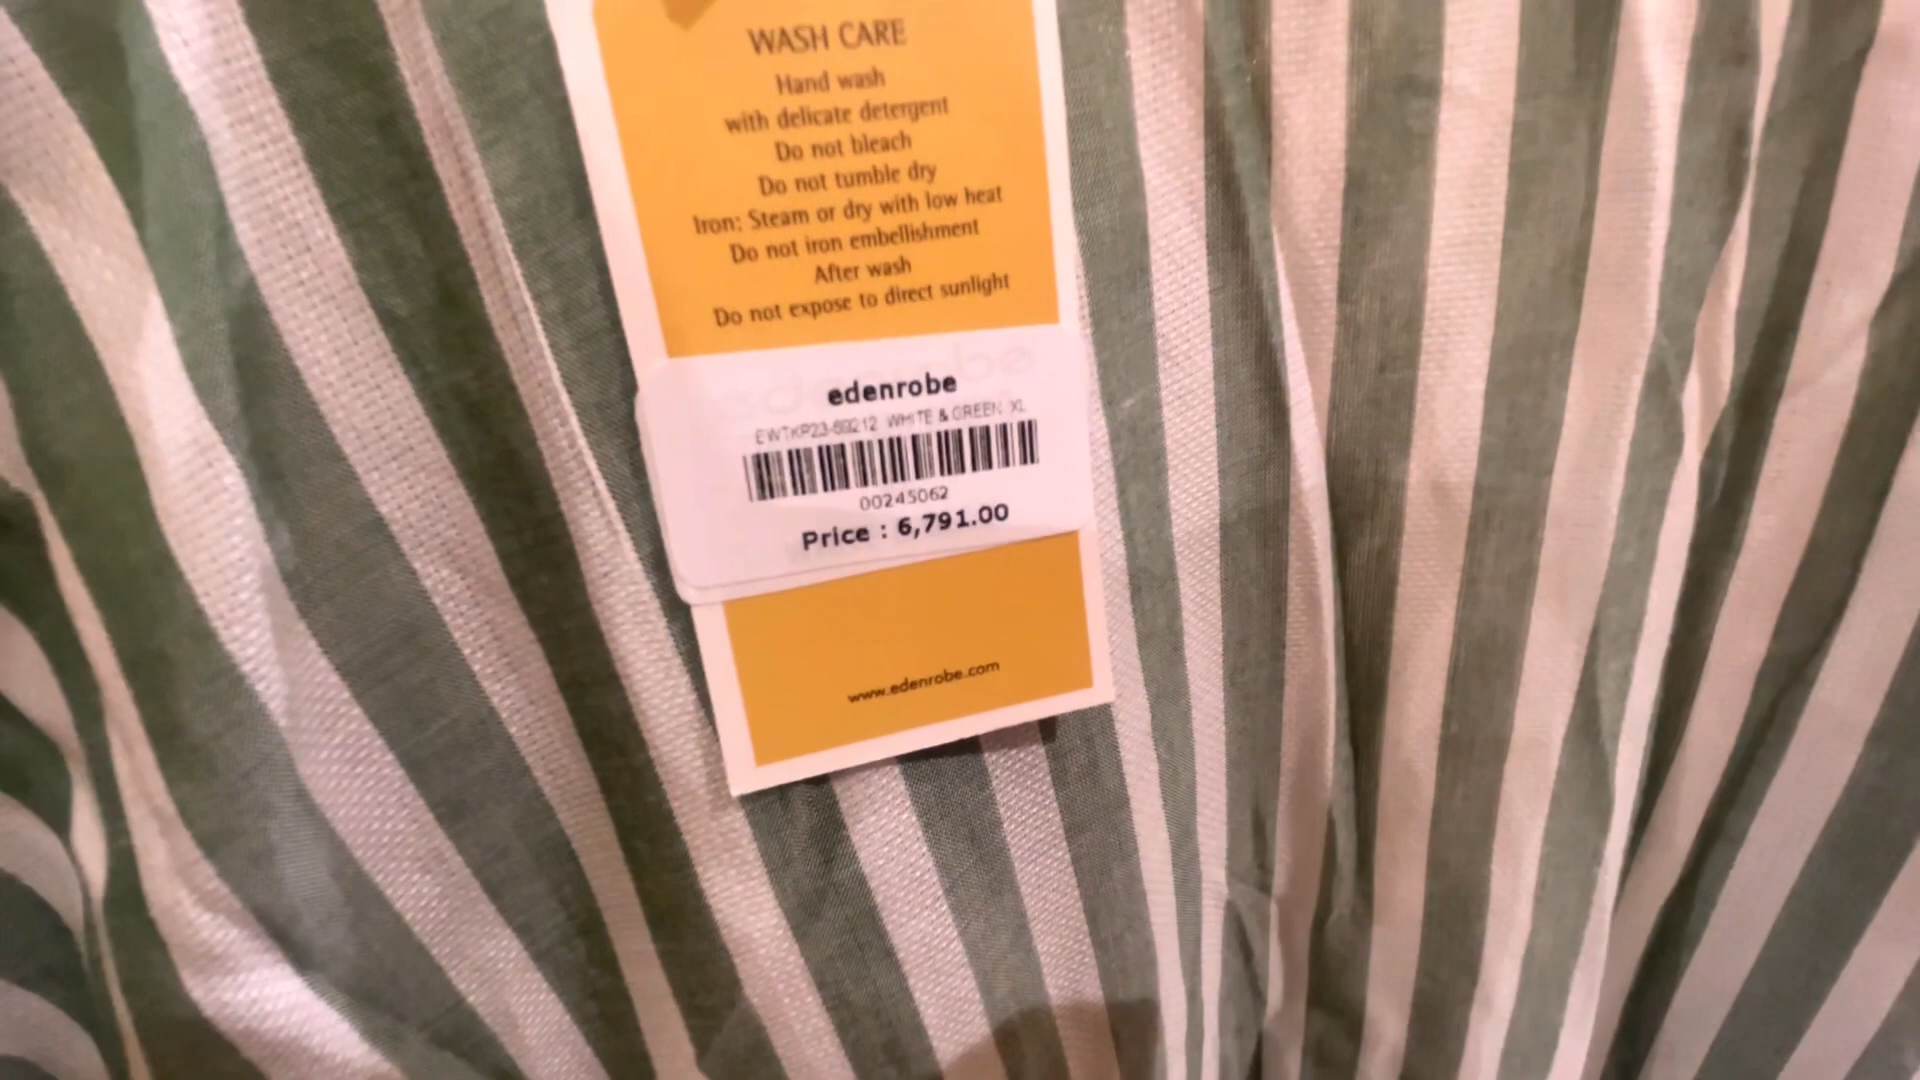 WASH CARE
Hand wash
with delicate detergent
Do not bleach
Do not tumble dry
Iron: Steam or dry with low heat
Do not iron embellishment
After wash
Do not expose to direct sunlight
edenrobe
WHITE & GREEN XL
00245062
Price : 6,791.00
www.edenrobe.com